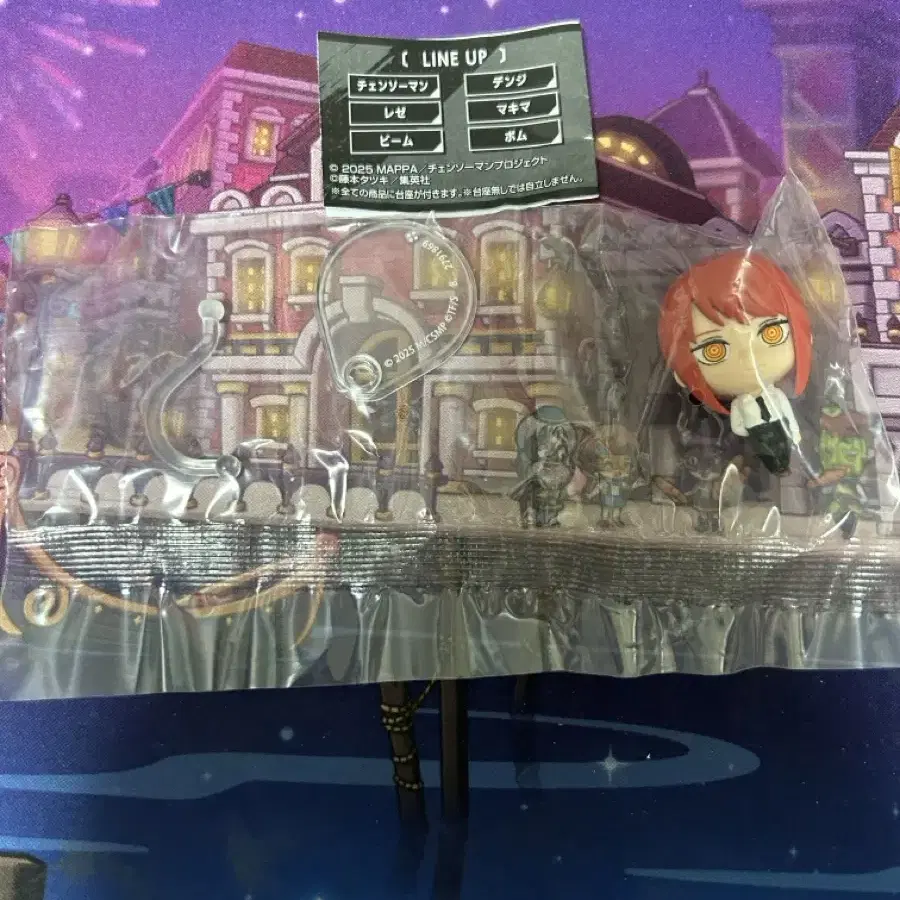 〔 LINE UP 〕
チェンソーマン
デンジ
レゼ
マキマ
ビーム
ボム
© 2025 MAPPA／チェンソーマンプロジェクト
©藤本タツキ／集英社
※全ての商品に台座が付きます。※台座無しでは自立しません。
2791869
© 2025 M/CSMP ©TF/S